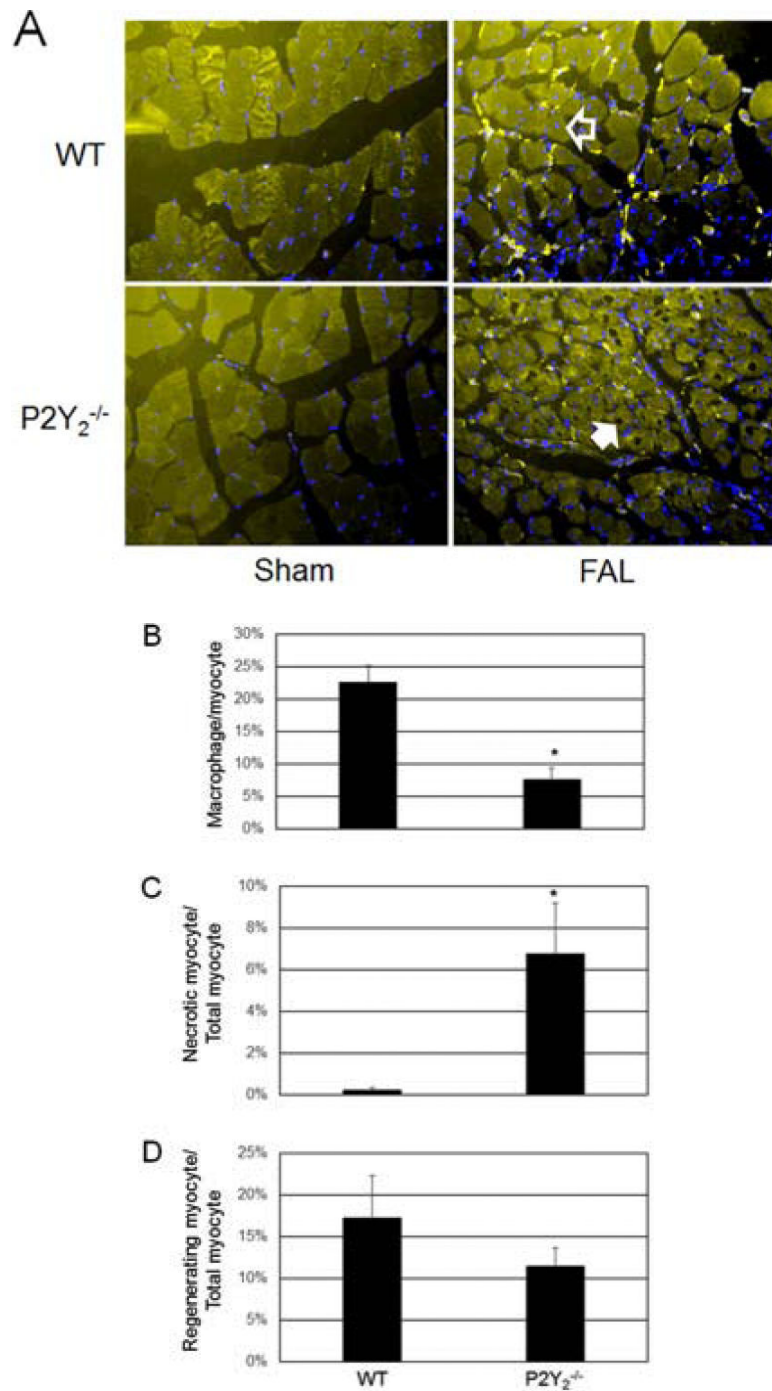 A
WT
P2Y₂⁻/⁻
Sham
FAL
B
Macrophage/myocyte
30%
25%
20%
15%
10%
5%
0%
*
C
Necrotic myocyte/
Total myocyte
10%
8%
6%
4%
2%
0%
*
D
Regenerating myocyte/
Total myocyte
25%
20%
15%
10%
5%
0%
WT
P2Y₂⁻/⁻